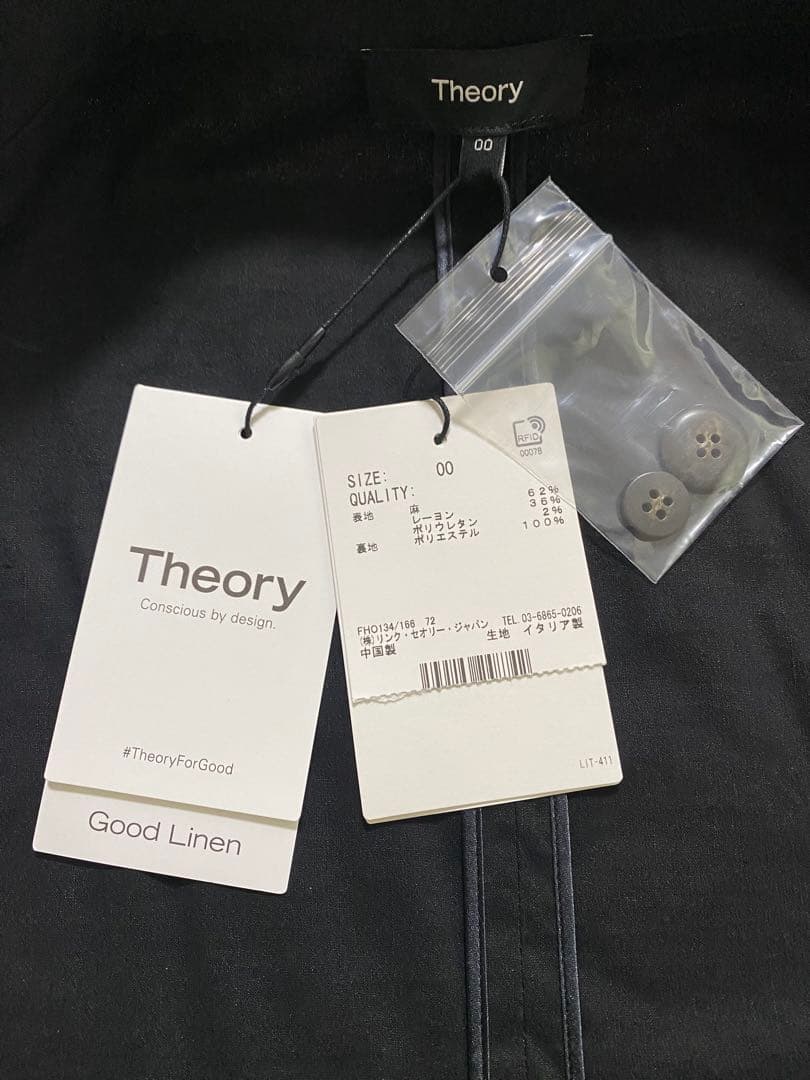 Theory
00
Theory
Conscious by design.
#TheoryForGood
Good Linen
RFID
00078
SIZE: 00
QUALITY:
表地 麻 62%
レーヨン 36%
ポリウレタン 2%
裏地 ポリエステル 100%
FHO134/166 72 TEL.03-6865-0206
(株)リンク・セオリー・ジャパン 生地 イタリア製
中国製
LIT-411